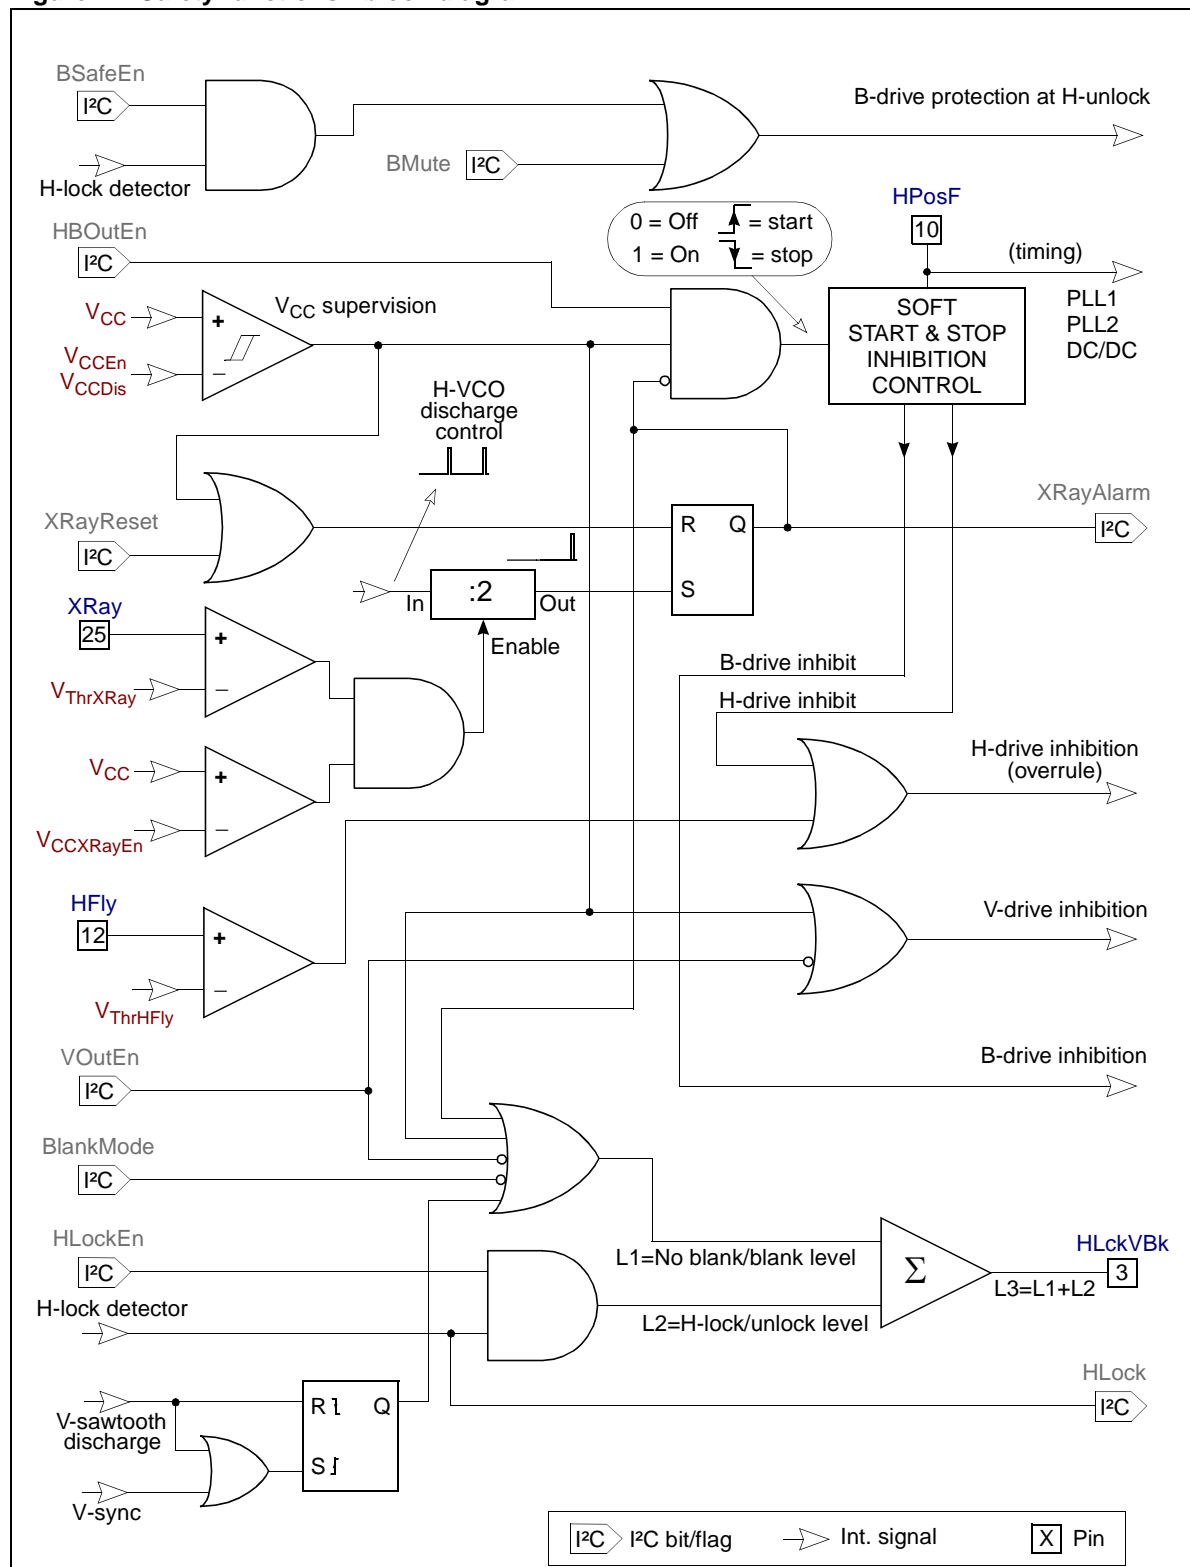 BSafeEn
I²C
H-lock detector
BMute
I²C
B-drive protection at H-unlock
HBOutEn
I²C
0 = Off
= start
1 = On
= stop
HPosF
10
(timing)
PLL1
PLL2
DC/DC
VCC
VCCEn
VCCDis
+
–
VCC supervision
SOFT
START & STOP
INHIBITION
CONTROL
H-VCO
discharge
control
XRayReset
I²C
R
Q
S
XRayAlarm
I²C
In
:2
Out
Enable
XRay
25
VThrXRay
+
–
VCC
VCCXRayEn
+
–
B-drive inhibit
H-drive inhibit
H-drive inhibition
(overrule)
HFly
12
VThrHFly
+
–
V-drive inhibition
VOutEn
I²C
B-drive inhibition
BlankMode
I²C
HLockEn
I²C
H-lock detector
L1=No blank/blank level
L2=H-lock/unlock level
Σ
L3=L1+L2
HLckVBk
3
HLock
I²C
V-sawtooth
discharge
V-sync
R
Q
S
I²C
I²C bit/flag
Int. signal
X
Pin